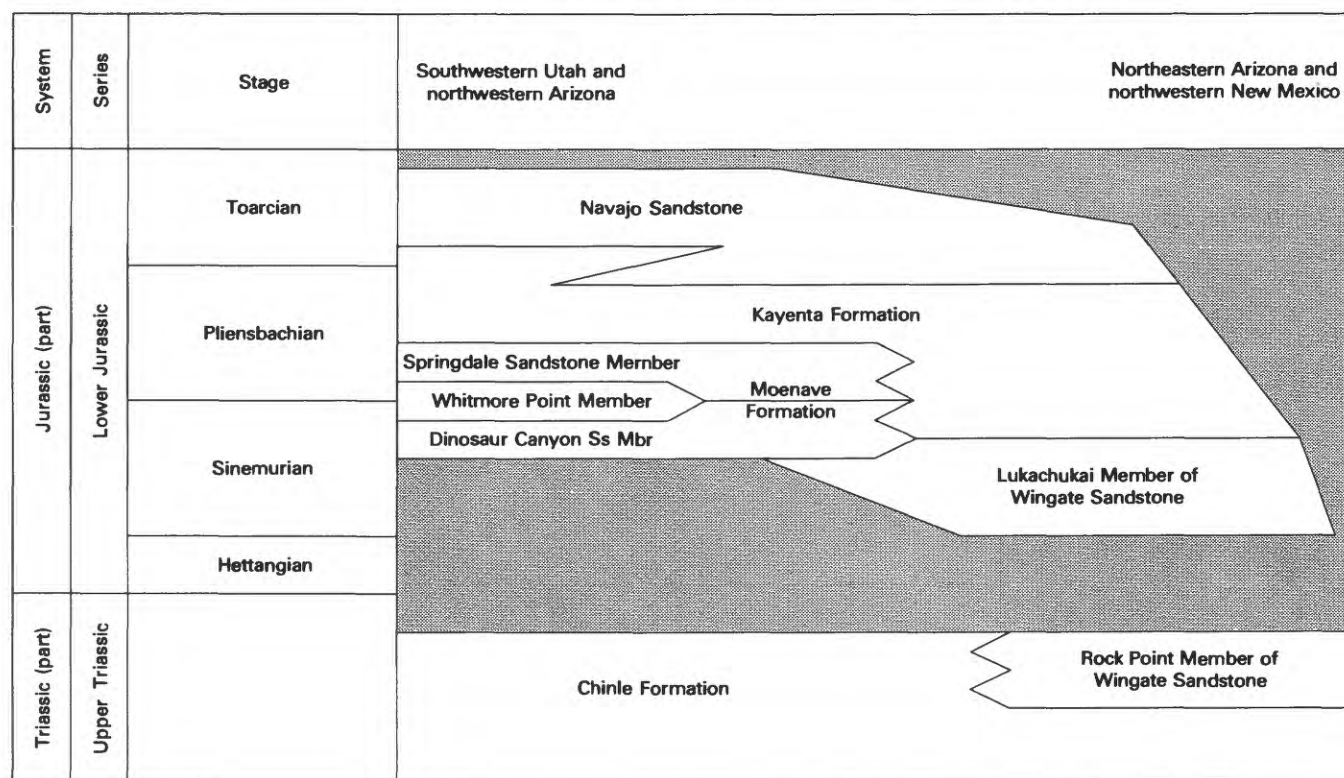 System
Series
Stage
Southwestern Utah and
northwestern Arizona
Northeastern Arizona and
northwestern New Mexico
Jurassic (part)
Lower Jurassic
Toarcian
Pliensbachian
Sinemurian
Hettangian
Navajo Sandstone
Kayenta Formation
Springdale Sandstone Member
Whitmore Point Member
Moenave
Formation
Dinosaur Canyon Ss Mbr
Lukachukai Member of
Wingate Sandstone
Triassic (part)
Upper Triassic
Chinle Formation
Rock Point Member of
Wingate Sandstone